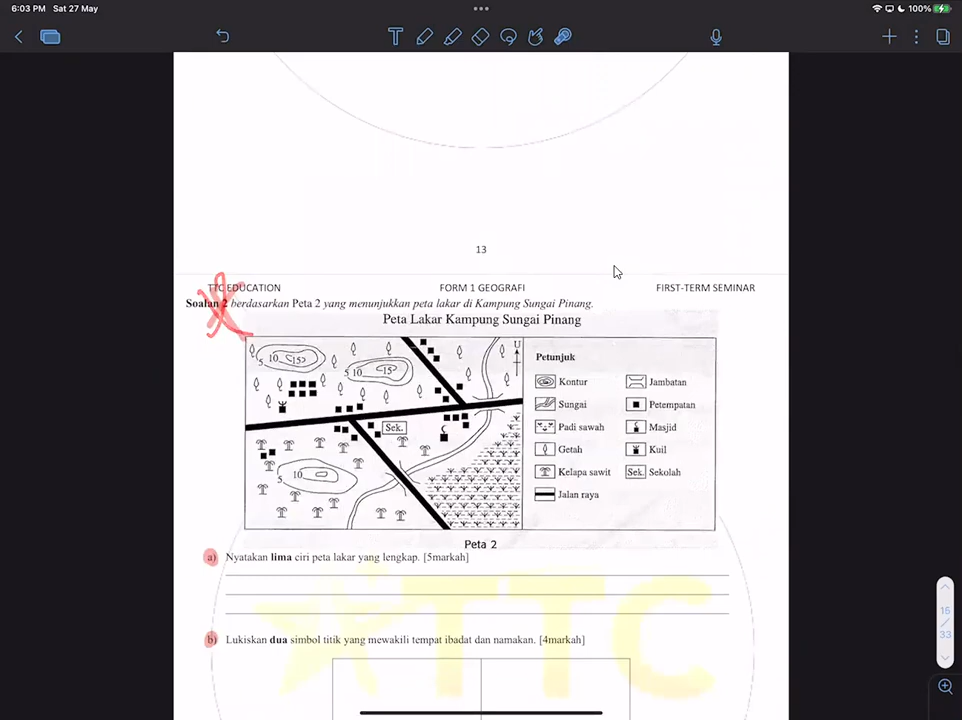 6:03 PM Sat 27 May
100%
13
TTC EDUCATION FORM 1 GEOGRAFI FIRST-TERM SEMINAR
Soalan 2 berdasarkan Peta 2 yang menunjukkan peta lakar di Kampung Sungai Pinang.
Peta Lakar Kampung Sungai Pinang
U
5 10 15
5 10 15
Sek.
5 10
Petunjuk
Kontur Jambatan
Sungai Petempatan
Padi sawah Masjid
Getah Kuil
Kelapa sawit Sek. Sekolah
Jalan raya
Peta 2
a) Nyatakan lima ciri peta lakar yang lengkap. [5markah]
b) Lukiskan dua simbol titik yang mewakili tempat ibadat dan namakan. [4markah]
TTC
15
/
33